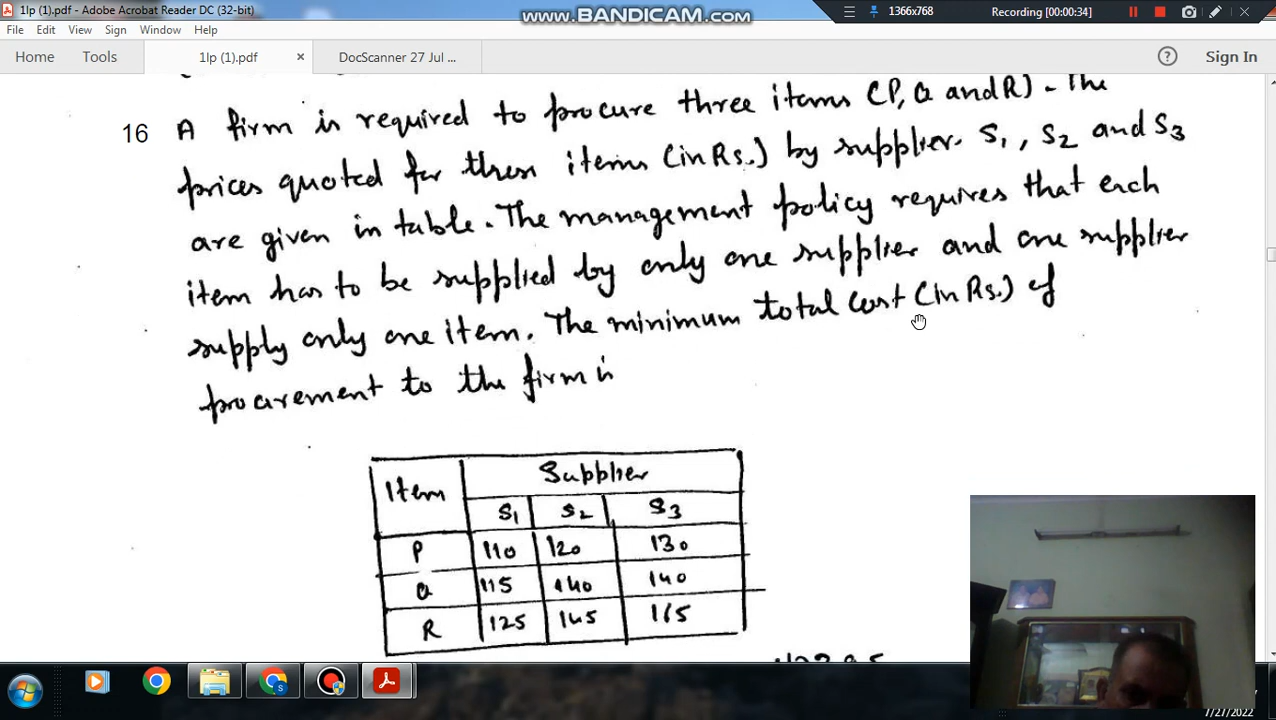 1lp (1).pdf - Adobe Acrobat Reader DC (32-bit)
www.BANDICAM.com
1366x768
Recording [00:00:34]
File Edit View Sign Window Help
Home Tools 1lp (1).pdf × DocScanner 27 Jul ... ? Sign In
16 A firm is required to procure three items (P, Q and R). The
prices quoted for these items (in Rs.) by supplier. S1, S2 and S3
are given in table. The management policy requires that each
item has to be supplied by only one supplier and one supplier
supply only one item. The minimum total cost (in Rs.) of
procurement to the firm is
Item Supplier
S1 S2 S3
P 110 120 130
Q 115 140 140
R 125 145 165
7/27/2022